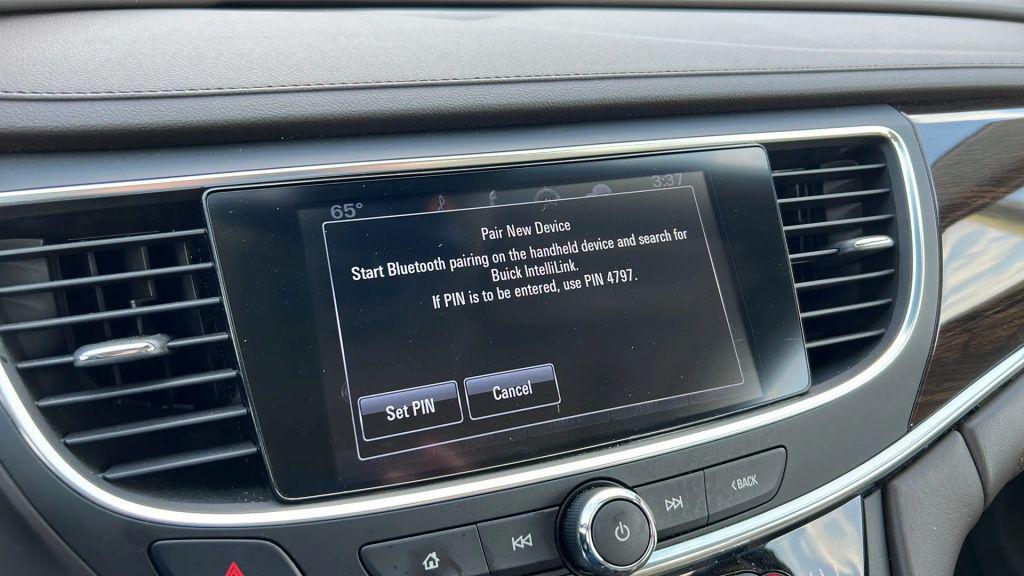 65° 3:37
Pair New Device
Start Bluetooth pairing on the handheld device and search for
Buick IntelliLink.
If PIN is to be entered, use PIN 4797.
Set PIN Cancel
<BACK